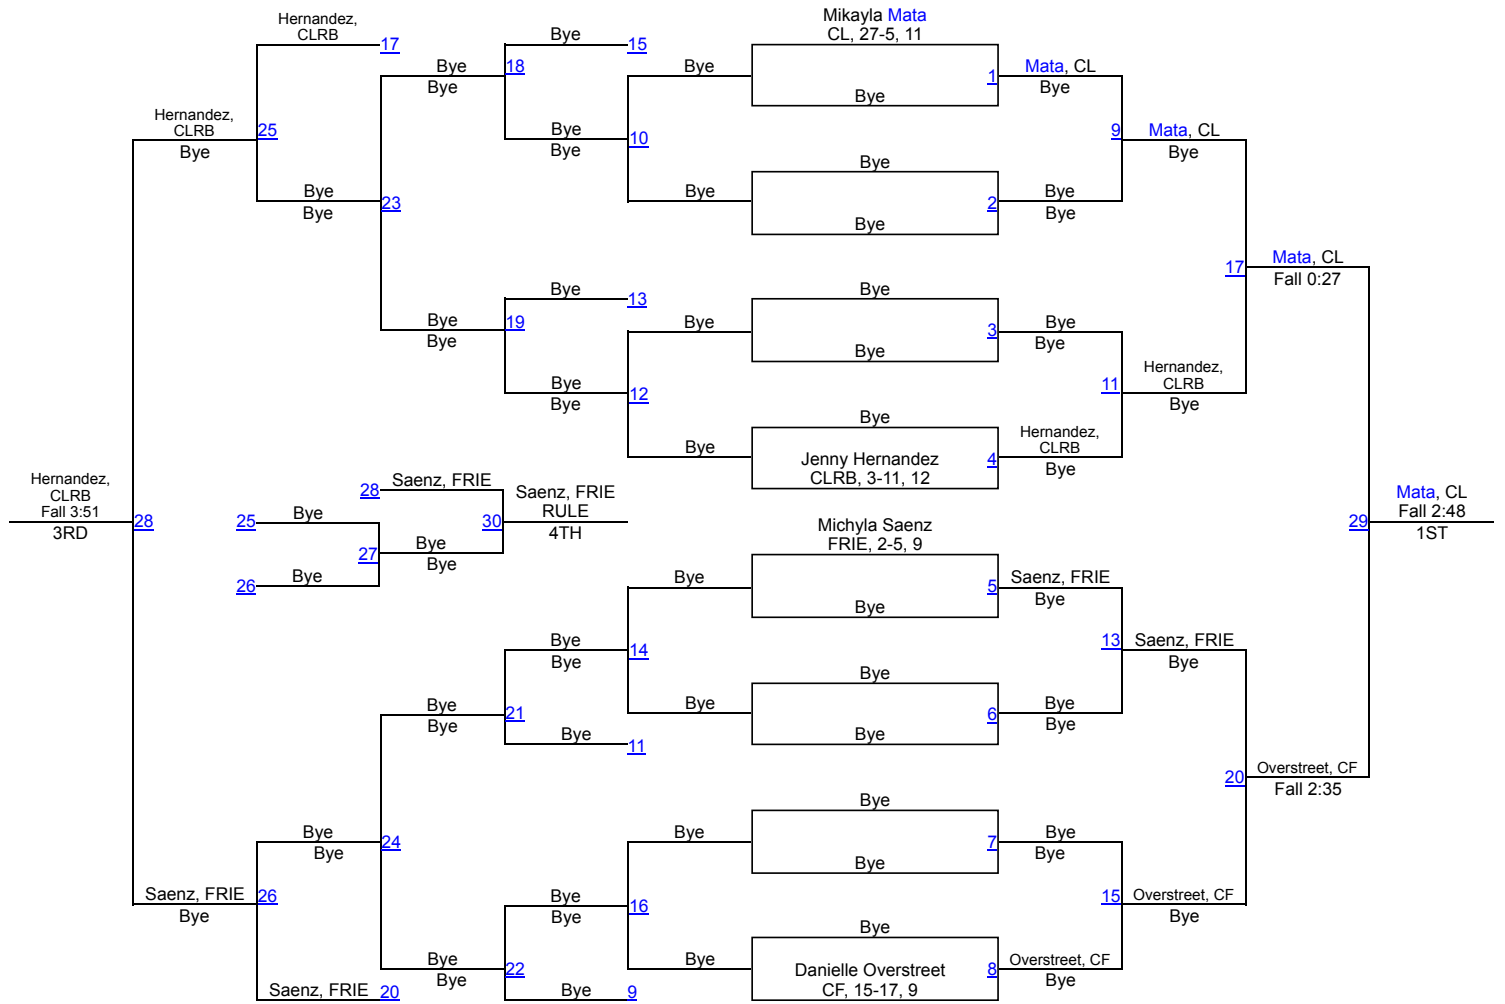 Hernandez,
CLRB
17
Bye
15
Mikayla Mata
CL, 27-5, 11
Bye
Bye
18
Bye
1
Mata, CL
Bye
Bye
Hernandez,
CLRB
Bye
25
Bye
Bye
10
9
Mata, CL
Bye
Bye
Bye
Bye
23
Bye
Bye
2
Bye
Bye
17
Mata, CL
Fall 0:27
Bye
13
Bye
Bye
Bye
19
Bye
Bye
3
Bye
Bye
Bye
Bye
12
11
Hernandez,
CLRB
Bye
Bye
Bye
Jenny Hernandez
CLRB, 3-11, 12
4
Hernandez,
CLRB
Bye
Hernandez,
CLRB
Fall 3:51
3RD
28
28
Saenz, FRIE
30
Saenz, FRIE
RULE
4TH
25
Bye
27
Bye
Bye
26
Bye
Michyla Saenz
FRIE, 2-5, 9
29
Mata, CL
Fall 2:48
1ST
Bye
Bye
5
Saenz, FRIE
Bye
Bye
Bye
14
13
Saenz, FRIE
Bye
Bye
Bye
Bye
21
Bye
Bye
6
Bye
Bye
Bye
11
20
Overstreet, CF
Fall 2:35
Bye
Bye
Bye
24
Bye
Bye
7
Bye
Bye
Saenz, FRIE
Bye
26
Bye
Bye
16
15
Overstreet, CF
Bye
Bye
Bye
Bye
22
Bye
Danielle Overstreet
CF, 15-17, 9
8
Overstreet, CF
Bye
Saenz, FRIE
20
Bye
9